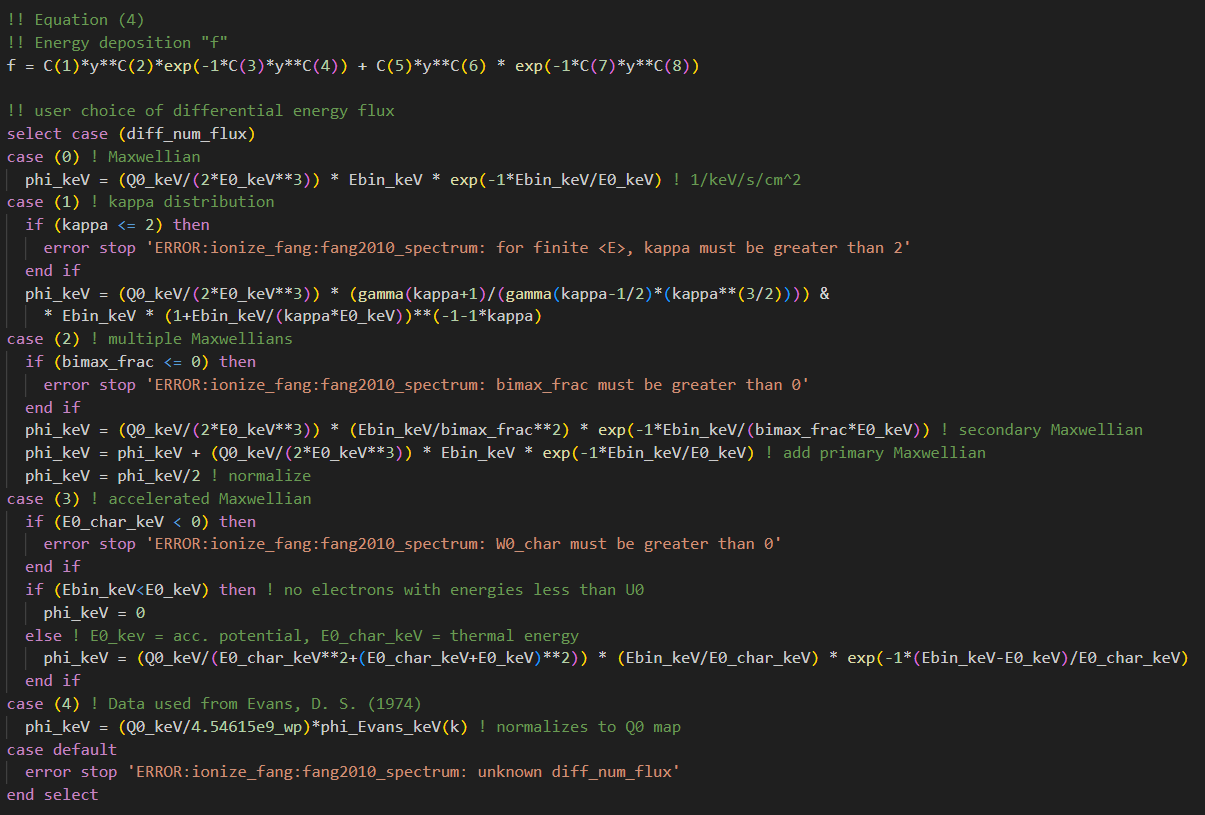 !! Equation (4)
!! Energy deposition "f"
f = C(1)*y**C(2)*exp(-1*C(3)*y**C(4)) + C(5)*y**C(6) * exp(-1*C(7)*y**C(8))

!! user choice of differential energy flux
select case (diff_num_flux)
case (0) ! Maxwellian
  phi_keV = (Q0_keV/(2*E0_keV**3)) * Ebin_keV * exp(-1*Ebin_keV/E0_keV) ! 1/keV/s/cm^2
case (1) ! kappa distribution
  if (kappa <= 2) then
    error stop 'ERROR:ionize_fang:fang2010_spectrum: for finite <E>, kappa must be greater than 2'
  end if
  phi_keV = (Q0_keV/(2*E0_keV**3)) * (gamma(kappa+1)/(gamma(kappa-1/2)*(kappa**(3/2)))) &
    * Ebin_keV * (1+Ebin_keV/(kappa*E0_keV))**(-1-1*kappa)
case (2) ! multiple Maxwellians
  if (bimax_frac <= 0) then
    error stop 'ERROR:ionize_fang:fang2010_spectrum: bimax_frac must be greater than 0'
  end if
  phi_keV = (Q0_keV/(2*E0_keV**3)) * (Ebin_keV/bimax_frac**2) * exp(-1*Ebin_keV/(bimax_frac*E0_keV)) ! secondary Maxwellian
  phi_keV = phi_keV + (Q0_keV/(2*E0_keV**3)) * Ebin_keV * exp(-1*Ebin_keV/E0_keV) ! add primary Maxwellian
  phi_keV = phi_keV/2 ! normalize
case (3) ! accelerated Maxwellian
  if (E0_char_keV < 0) then
    error stop 'ERROR:ionize_fang:fang2010_spectrum: W0_char must be greater than 0'
  end if
  if (Ebin_keV<E0_keV) then ! no electrons with energies less than U0
    phi_keV = 0
  else ! E0_kev = acc. potential, E0_char_keV = thermal energy
    phi_keV = (Q0_keV/(E0_char_keV**2+(E0_char_keV+E0_keV)**2)) * (Ebin_keV/E0_char_keV) * exp(-1*(Ebin_keV-E0_keV)/E0_char_keV)
  end if
case (4) ! Data used from Evans, D. S. (1974)
  phi_keV = (Q0_keV/4.54615e9_wp)*phi_Evans_keV(k) ! normalizes to Q0 map
case default
  error stop 'ERROR:ionize_fang:fang2010_spectrum: unknown diff_num_flux'
end select